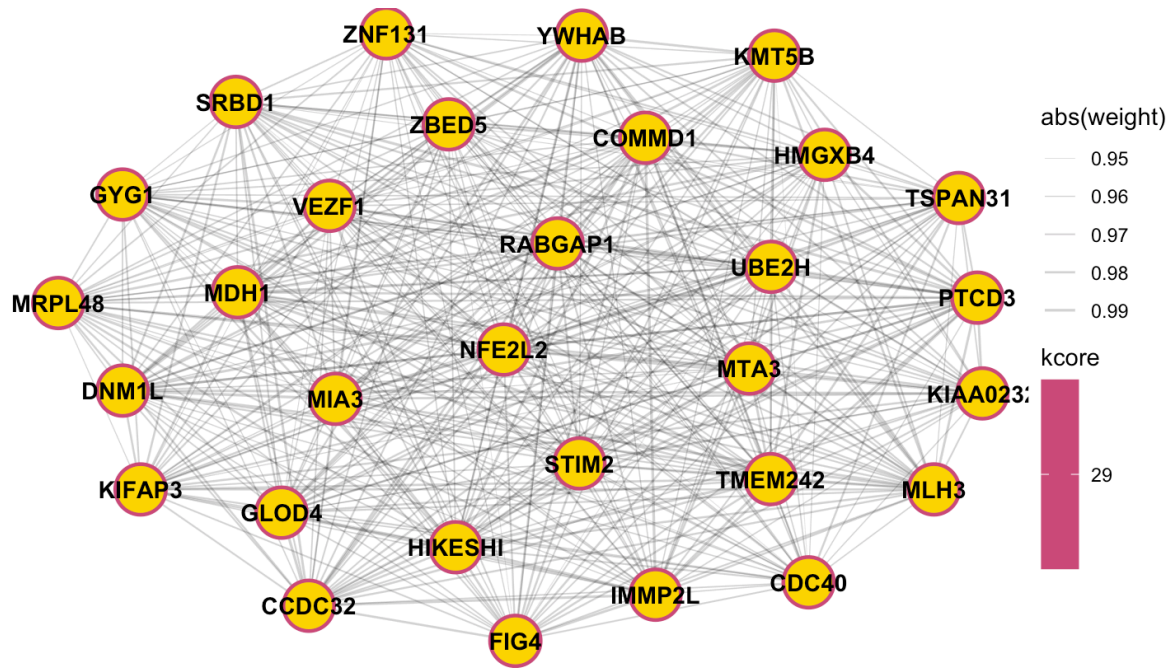 ZNF131
YWHAB
KMT5B
SRBD1
ZBED5
COMMD1
HMGXB4
GYG1
VEZF1
TSPAN31
RABGAP1
UBE2H
MRPL48
MDH1
PTCD3
NFE2L2
MTA3
DNM1L
MIA3
KIAA0232
STIM2
TMEM242
KIFAP3
MLH3
GLOD4
HIKESHI
CDC40
IMMP2L
CCDC32
FIG4
abs(weight)
0.95
0.96
0.97
0.98
0.99
kcore
29